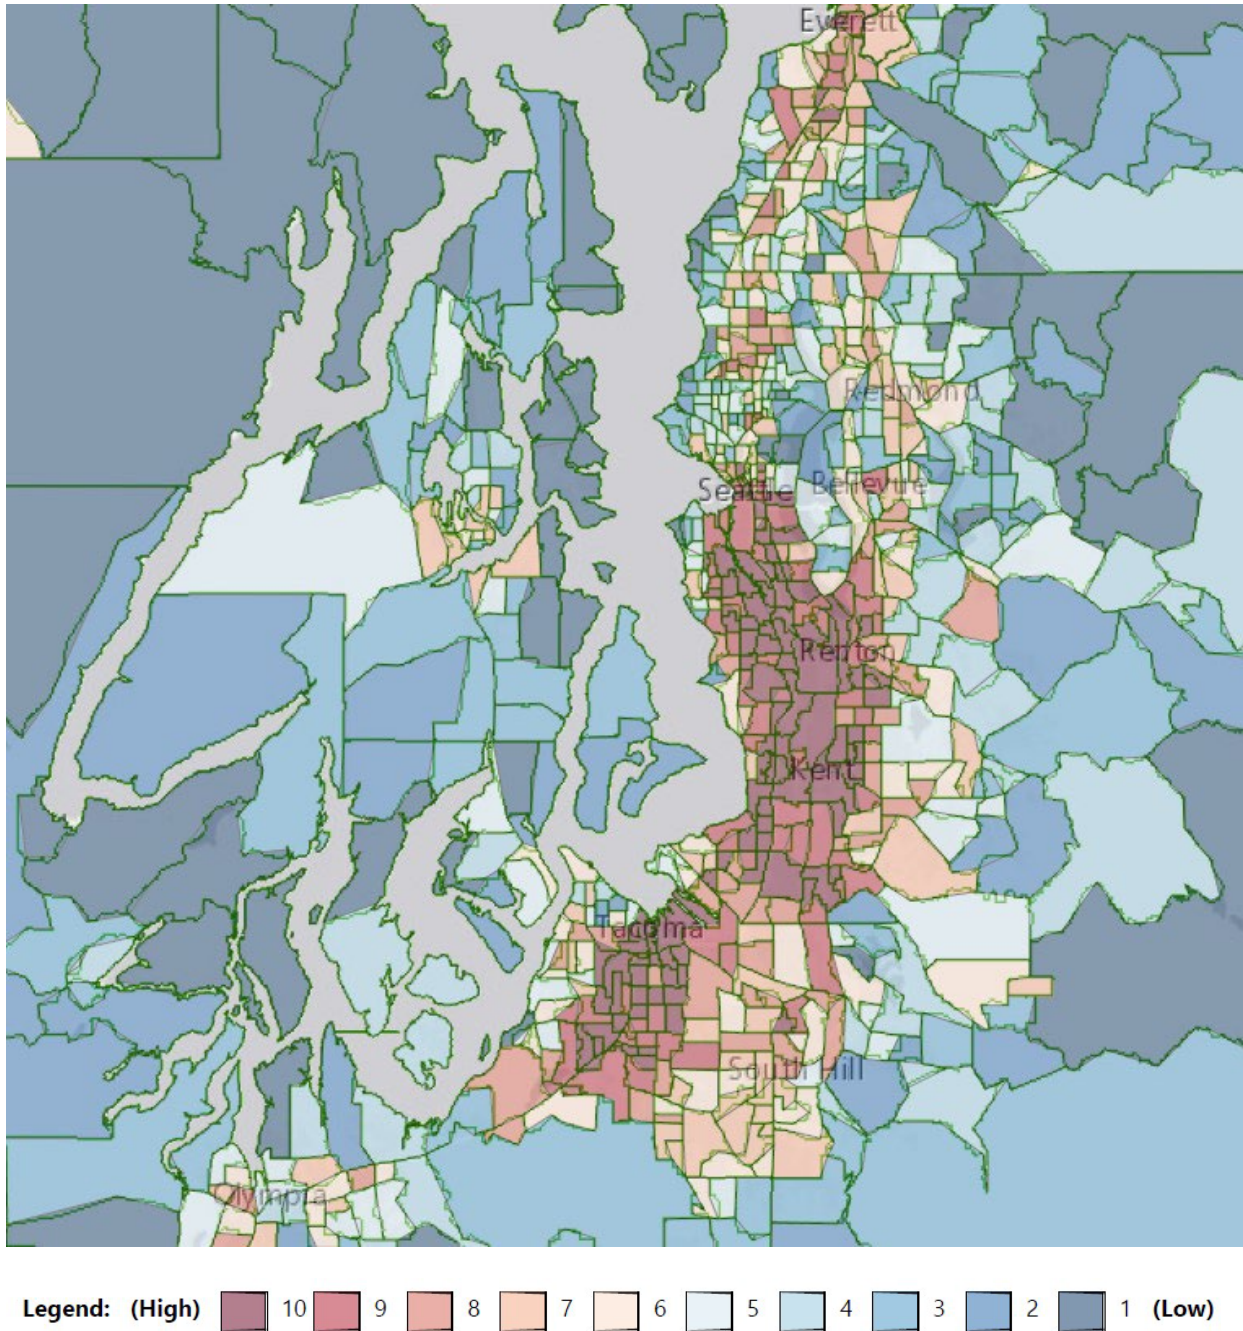 Everett
Redmond
Seattle Bellevue
Renton
Kent
Tacoma
South Hill
Olympia
Legend: (High) 10 9 8 7 6 5 4 3 2 1 (Low)